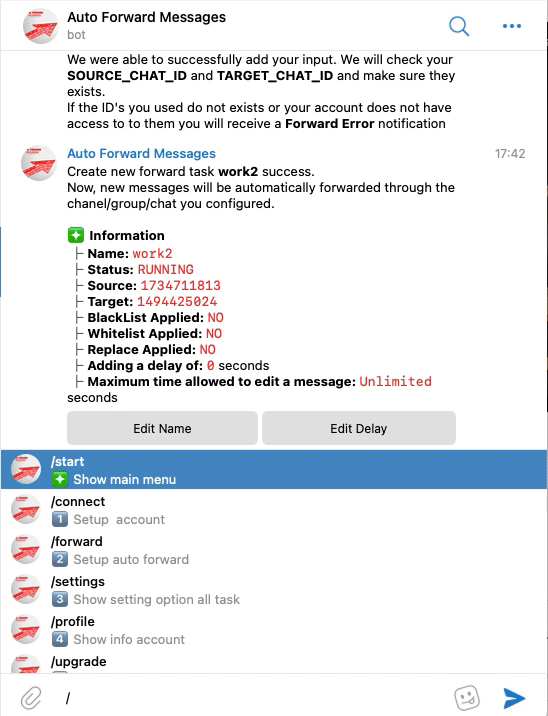 Auto Forward Messages
bot
We were able to successfully add your input. We will check your
SOURCE_CHAT_ID and TARGET_CHAT_ID and make sure they
exists.
If the ID's you used do not exists or your account does not have
access to to them you will receive a Forward Error notification
Auto Forward Messages 17:42
Create new forward task work2 success.
Now, new messages will be automatically forwarded through the
chanel/group/chat you configured.
Information
├ Name: work2
├ Status: RUNNING
├ Source: 1734711813
├ Target: 1494425024
├ BlackList Applied: NO
├ Whitelist Applied: NO
├ Replace Applied: NO
├ Adding a delay of: 0 seconds
├ Maximum time allowed to edit a message: Unlimited
seconds
Edit Name Edit Delay
/start
Show main menu
/connect
1 Setup account
/forward
2 Setup auto forward
/settings
3 Show setting option all task
/profile
4 Show info account
/upgrade
/